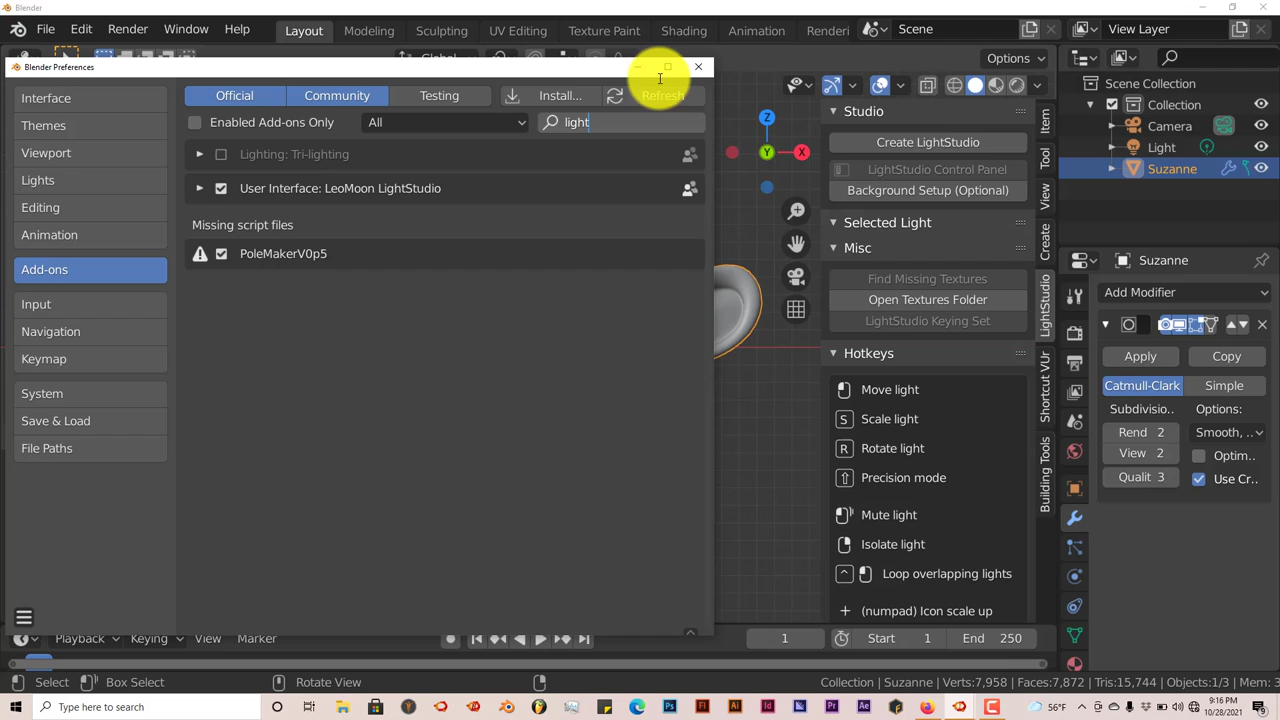 File Edit Render Window Help Layout Modeling Sculpting UV Editing Texture Paint Shading Animation Renderi Scene View Layer
Global Options
Blender Preferences
Interface
Themes
Viewport
Lights
Editing
Animation
Add-ons
Input
Navigation
Keymap
System
Save & Load
File Paths
Official Community Testing Install... Refresh
Enabled Add-ons Only All light
Lighting: Tri-lighting
User Interface: LeoMoon LightStudio
Missing script files
PoleMakerV0p5
Z
Y X
Studio
Create LightStudio
LightStudio Control Panel
Background Setup (Optional)
Selected Light
Misc
Find Missing Textures
Open Textures Folder
LightStudio Keying Set
Hotkeys
Move light
S Scale light
R Rotate light
Precision mode
Mute light
Isolate light
Loop overlapping lights
(numpad) Icon scale up
Item
Tool
View
Create
LightStudio
Shortcut VUr
Building Tools
Scene Collection
Collection
Camera
Light
Suzanne
Suzanne
Add Modifier
Apply Copy
Catmull-Clark Simple
Subdivisio... Options:
Rend 2 Smooth, ..
View 2 Optim..
Qualit 3 Use Cr..
Playback Keying View Marker 1 Start 1 End 250
Select Box Select Rotate View Collection | Suzanne | Verts:7,958 | Faces:7,872 | Tris:15,744 | Objects:1/3 | Mem: 3
Type here to search 56°F 9:16 PM
10/28/2021